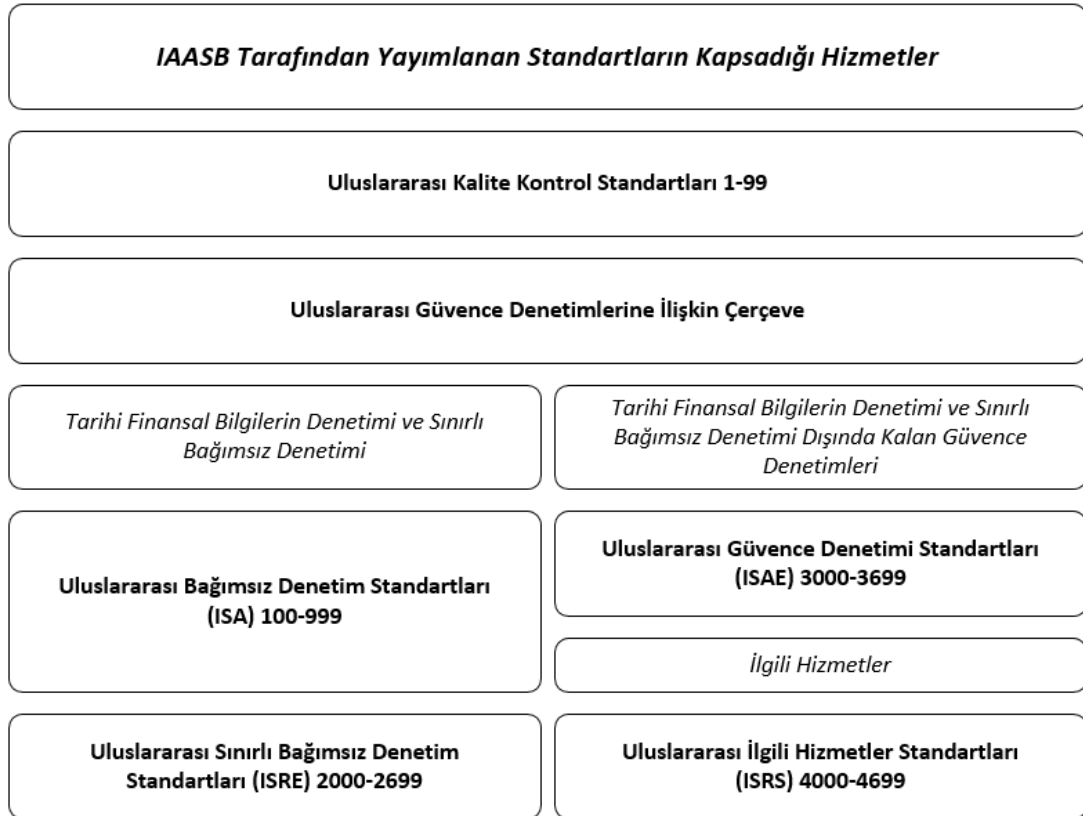 IAASB Tarafından Yayımlanan Standartların Kapsadığı Hizmetler
Uluslararası Kalite Kontrol Standartları 1-99
Uluslararası Güvence Denetimlerine İlişkin Çerçeve
Tarihi Finansal Bilgilerin Denetimi ve Sınırlı
Bağımsız Denetimi
Tarihi Finansal Bilgilerin Denetimi ve Sınırlı
Bağımsız Denetimi Dışında Kalan Güvence
Denetimleri
Uluslararası Bağımsız Denetim Standartları
(ISA) 100-999
Uluslararası Güvence Denetimi Standartları
(ISAE) 3000-3699
İlgili Hizmetler
Uluslararası Sınırlı Bağımsız Denetim
Standartları (ISRE) 2000-2699
Uluslararası İlgili Hizmetler Standartları
(ISRS) 4000-4699